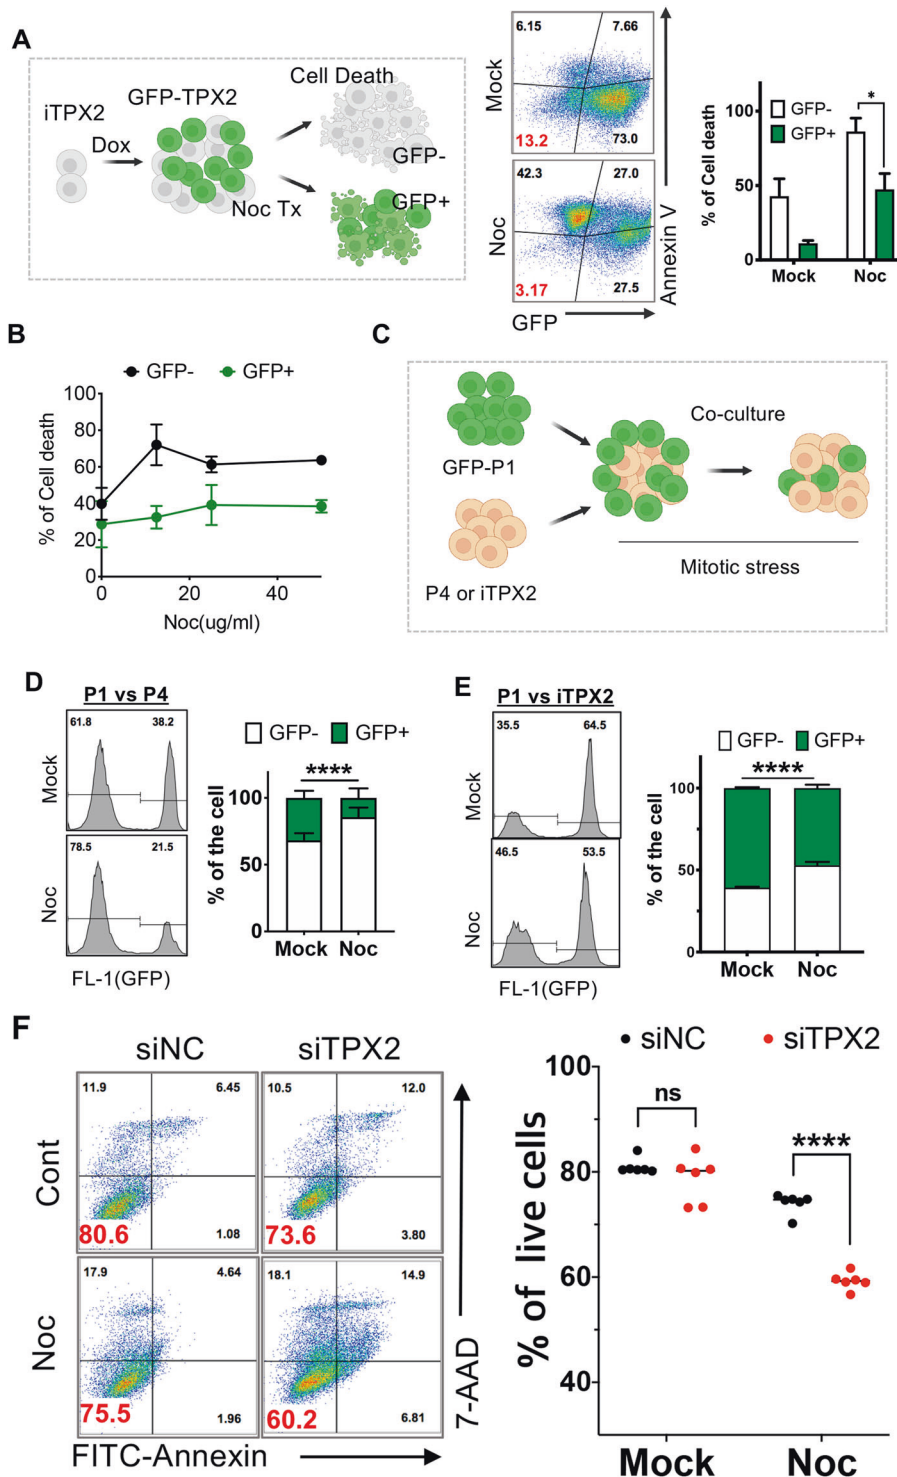 A
iTPX2
Dox
GFP-TPX2
Noc Tx
Cell Death
GFP-
GFP+
Mock
6.15
7.66
13.2
73.0
Noc
42.3
27.0
3.17
27.5
GFP
Annexin V
% of Cell death
100
50
0
GFP-
GFP+
*
Mock
Noc
B
GFP-
GFP+
% of Cell death
100
80
60
40
20
0
0
20
40
Noc(ug/ml)
C
GFP-P1
P4 or iTPX2
Co-culture
Mitotic stress
D
P1 vs P4
Mock
61.8
38.2
Noc
78.5
21.5
FL-1(GFP)
GFP-
GFP+
****
% of the cell
100
50
0
Mock
Noc
E
P1 vs iTPX2
Mock
35.5
64.5
Noc
46.5
53.5
FL-1(GFP)
GFP-
GFP+
****
% of the cell
100
50
0
Mock
Noc
F
siNC
siTPX2
Cont
11.9
6.45
80.6
1.08
10.5
12.0
73.6
3.80
Noc
17.9
4.64
75.5
1.96
18.1
14.9
60.2
6.81
FITC-Annexin
7-AAD
siNC
siTPX2
% of live cells
100
80
60
40
ns
****
Mock
Noc